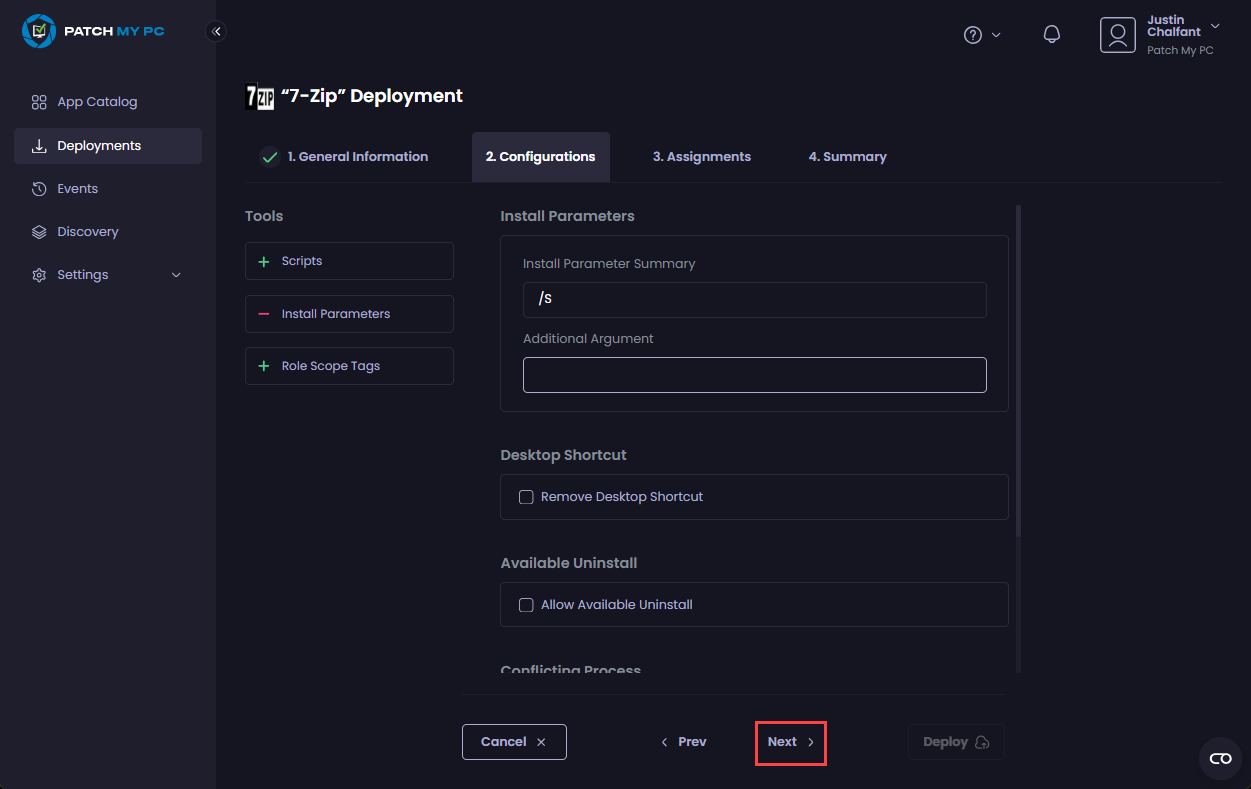 PATCH MY PC
Justin
Chalfant
Patch My PC
App Catalog
Deployments
Events
Discovery
Settings
7ZIP “7-Zip” Deployment
1. General Information
2. Configurations
3. Assignments
4. Summary
Tools
Scripts
Install Parameters
Role Scope Tags
Install Parameters
Install Parameter Summary
/S
Additional Argument
Desktop Shortcut
Remove Desktop Shortcut
Available Uninstall
Allow Available Uninstall
Conflicting Process
Cancel
Prev
Next
Deploy